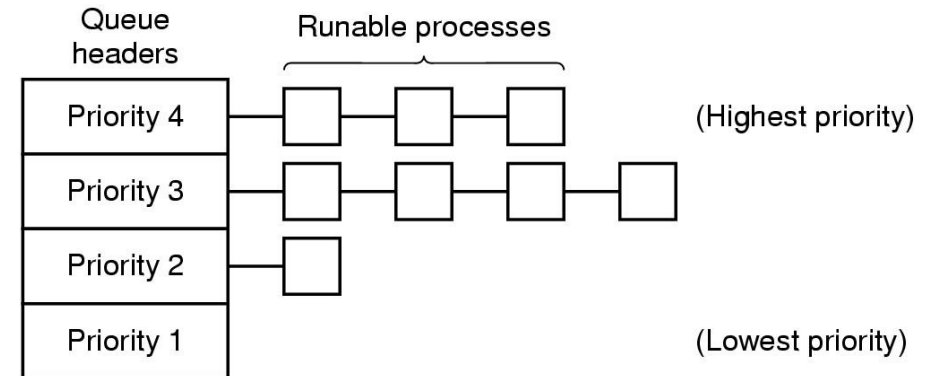 Queue
headers
Runable processes
Priority 4
(Highest priority)
Priority 3
Priority 2
Priority 1
(Lowest priority)